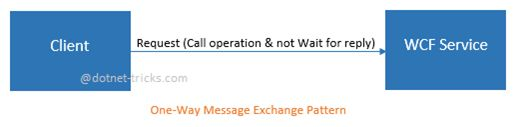 Client
Request (Call operation & not Wait for reply)
WCF Service
@dotnet-tricks.com
One-Way Message Exchange Pattern